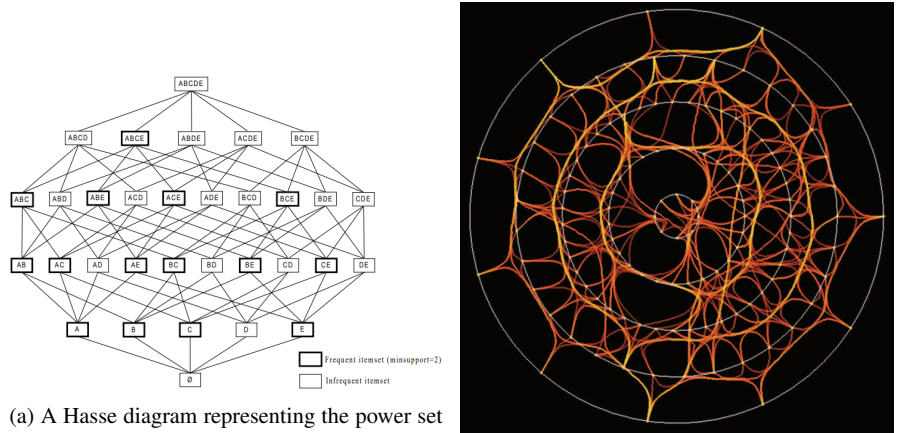 ABCDE
ABCD ABCE ABDE ACDE BCDE
ABC ABD ABE ACD ACE ADE BCD BCE BDE CDE
AB AC AD AE BC BD BE CD CE DE
A B C D E
Frequent itemset (minsupport=2)
Ø Infrequent itemset
(a) A Hasse diagram representing the power set